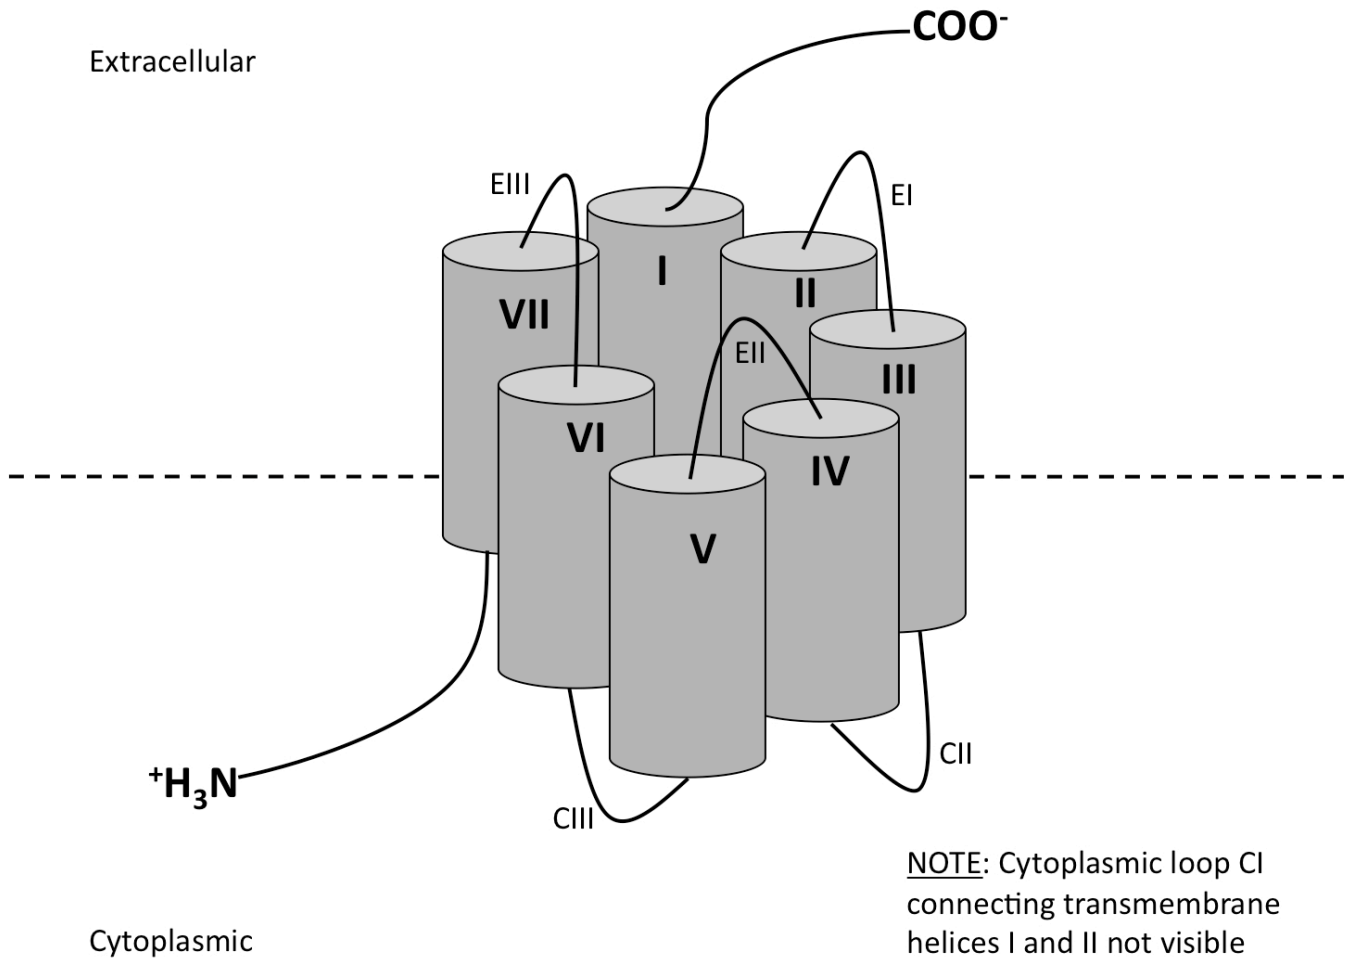 COO⁻
Extracellular
EIII
EI
I
II
VII
EII
III
VI
IV
V
CII
⁺H₃N
CIII
NOTE: Cytoplasmic loop CI
connecting transmembrane
helices I and II not visible
Cytoplasmic